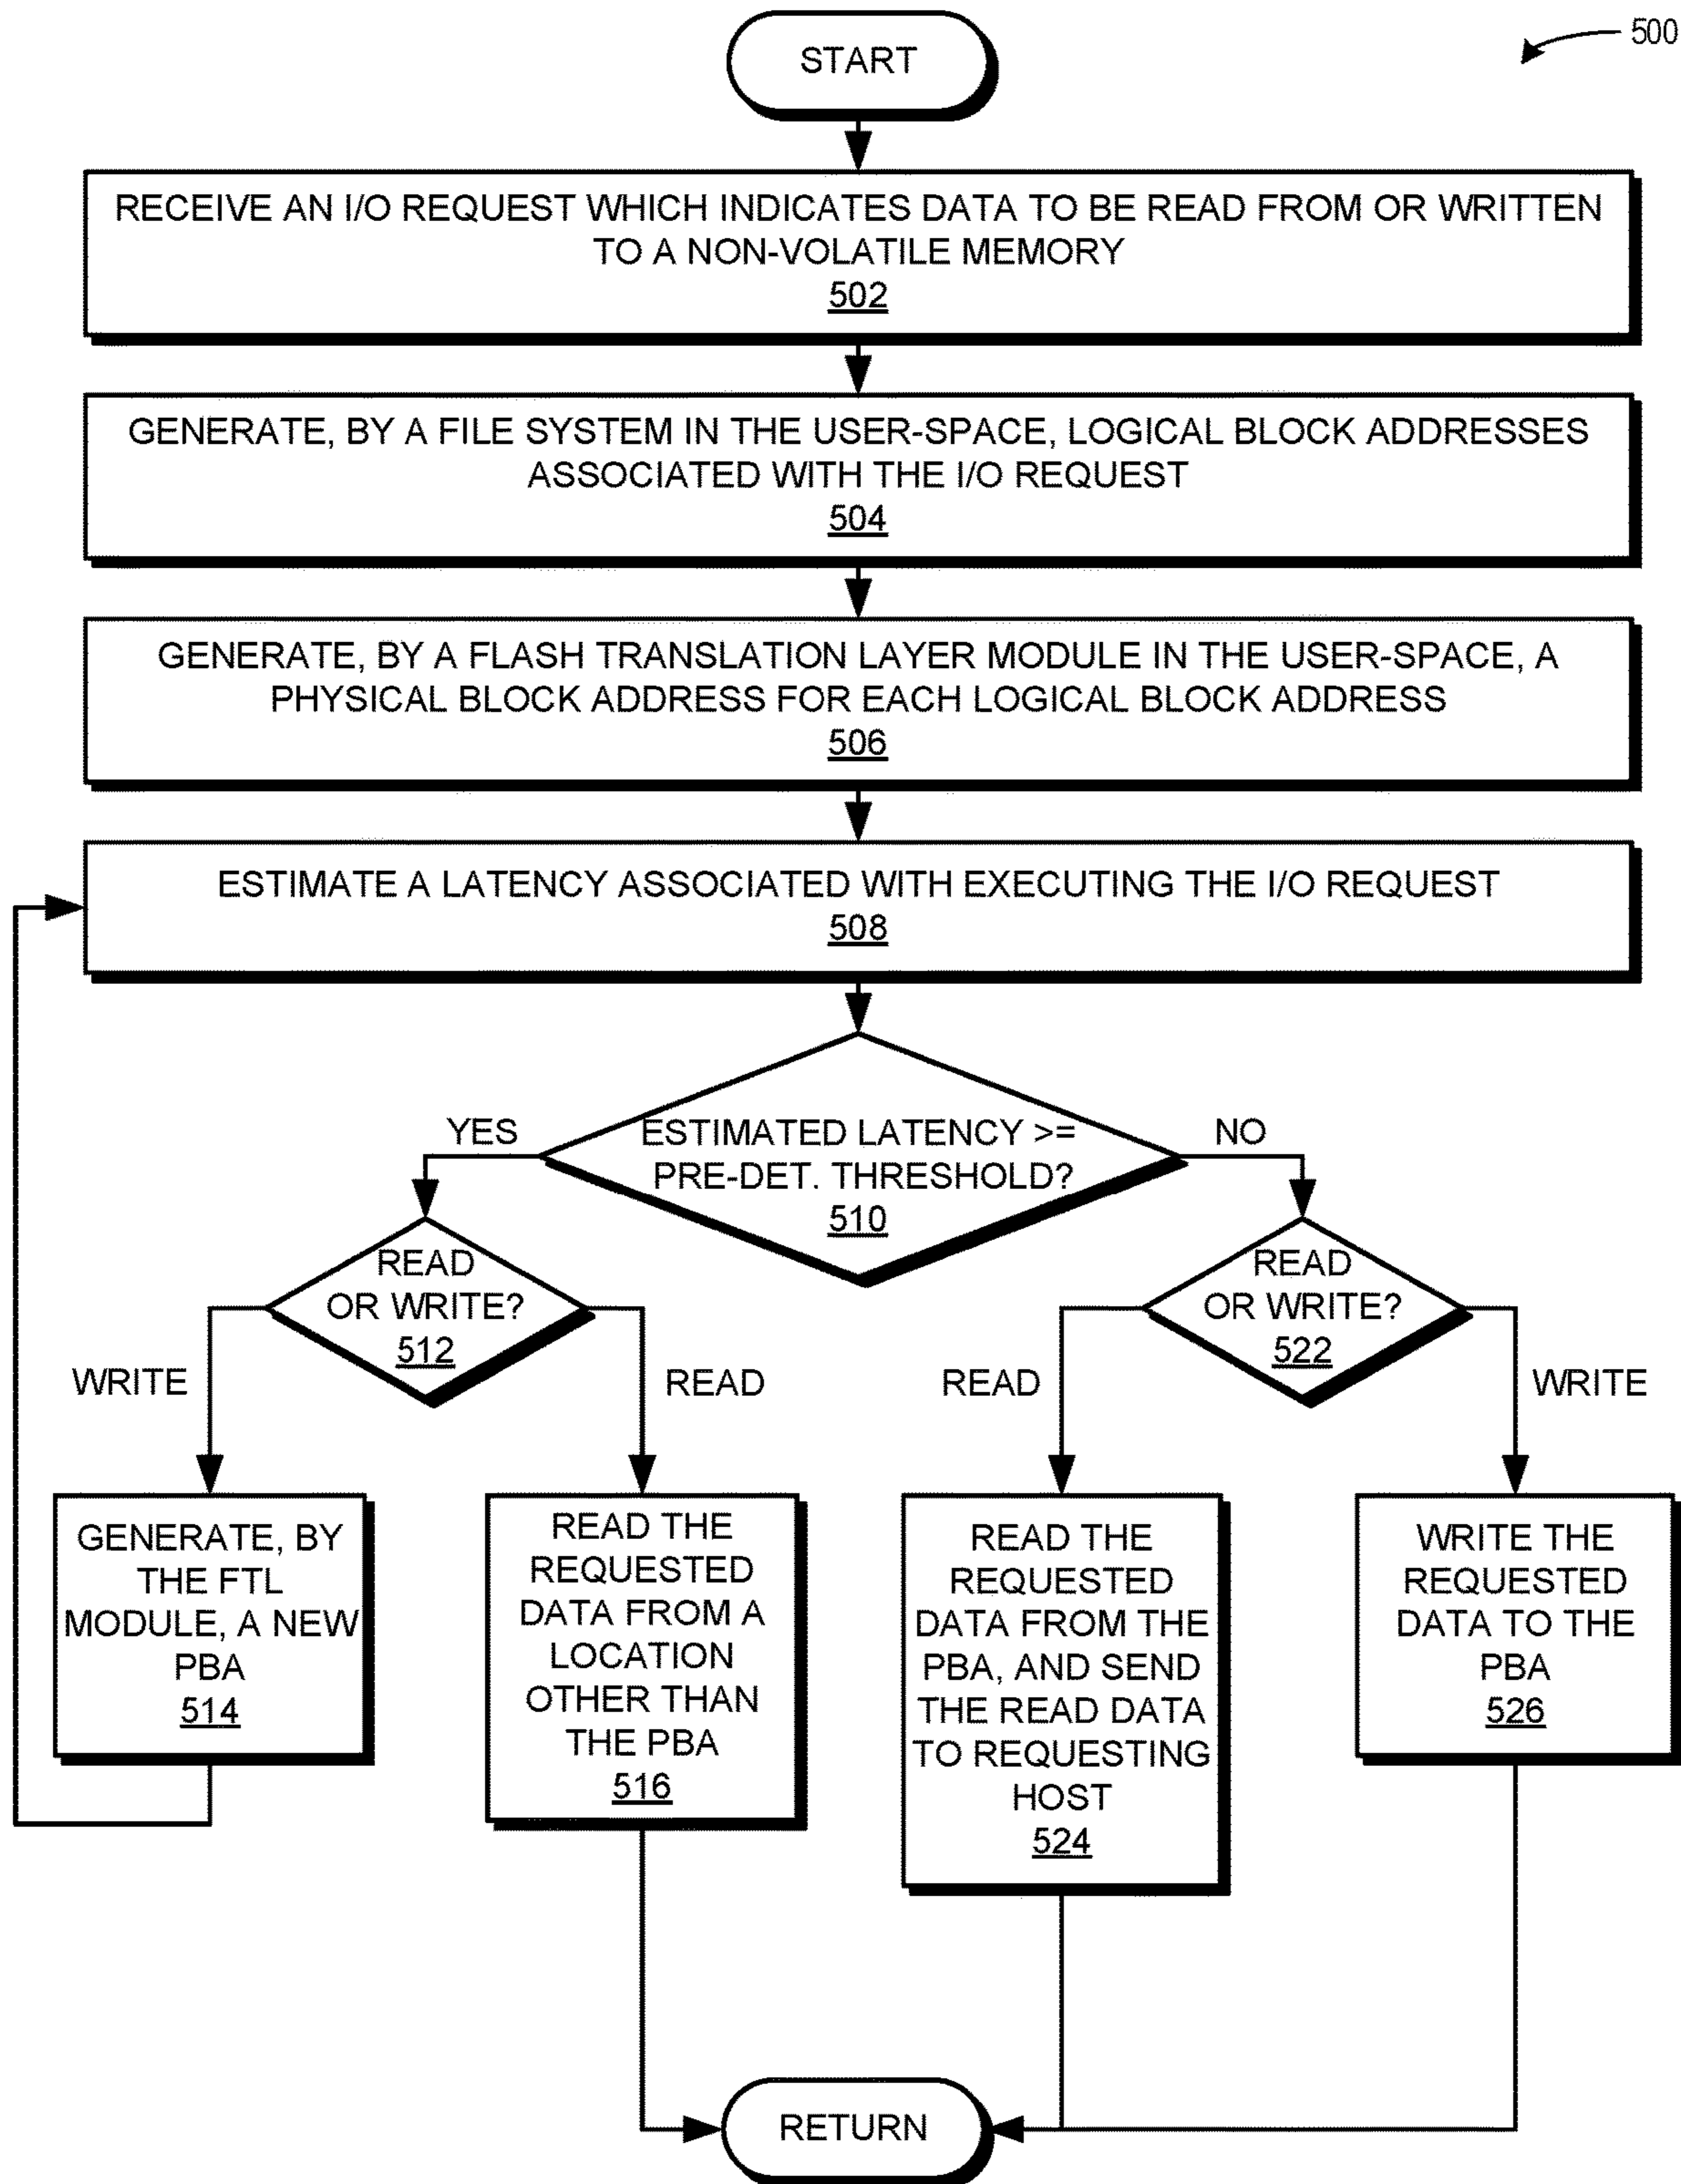 500
START
RECEIVE AN I/O REQUEST WHICH INDICATES DATA TO BE READ FROM OR WRITTEN
TO A NON-VOLATILE MEMORY
502
GENERATE, BY A FILE SYSTEM IN THE USER-SPACE, LOGICAL BLOCK ADDRESSES
ASSOCIATED WITH THE I/O REQUEST
504
GENERATE, BY A FLASH TRANSLATION LAYER MODULE IN THE USER-SPACE, A
PHYSICAL BLOCK ADDRESS FOR EACH LOGICAL BLOCK ADDRESS
506
ESTIMATE A LATENCY ASSOCIATED WITH EXECUTING THE I/O REQUEST
508
YES
ESTIMATED LATENCY >=
PRE-DET. THRESHOLD?
510
NO
READ
OR WRITE?
512
READ
OR WRITE?
522
WRITE
READ
READ
WRITE
GENERATE, BY
THE FTL
MODULE, A NEW
PBA
514
READ THE
REQUESTED
DATA FROM A
LOCATION
OTHER THAN
THE PBA
516
READ THE
REQUESTED
DATA FROM THE
PBA, AND SEND
THE READ DATA
TO REQUESTING
HOST
524
WRITE THE
REQUESTED
DATA TO THE
PBA
526
RETURN